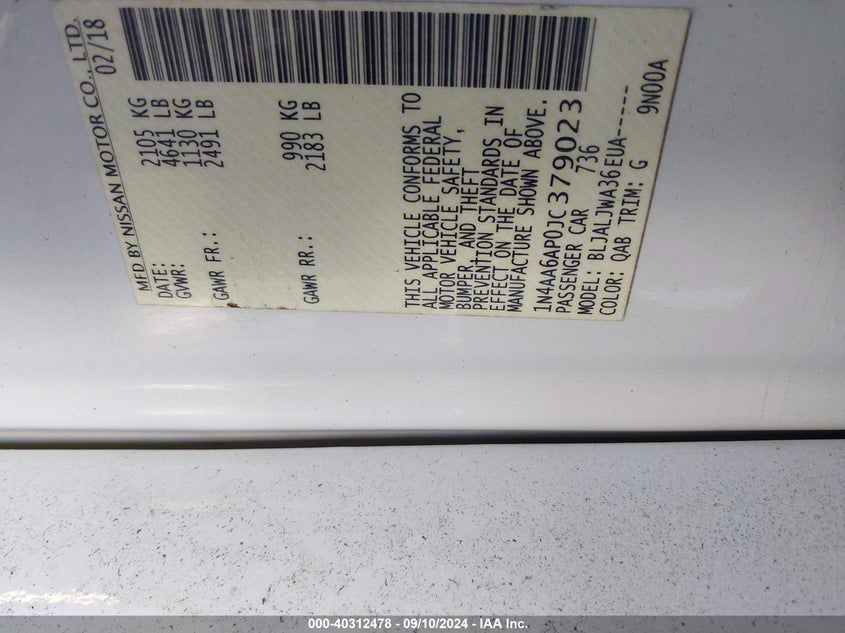 MFD BY NISSAN MOTOR CO., LTD.
DATE: 02/18
GVWR: 2105 KG
4641 LB
GAWR FR.: 1130 KG
2491 LB
GAWR RR.: 990 KG
2183 LB
THIS VEHICLE CONFORMS TO
ALL APPLICABLE FEDERAL
MOTOR VEHICLE SAFETY,
BUMPER, AND THEFT
PREVENTION STANDARDS IN
EFFECT ON THE DATE OF
MANUFACTURE SHOWN ABOVE.
1N4AA6AP0JC379023
PASSENGER CAR 736
MODEL: BLJALJWA36EUA-----
COLOR: QAB TRIM: G 9N00A
000-40312478 - 09/10/2024 - IAA Inc.